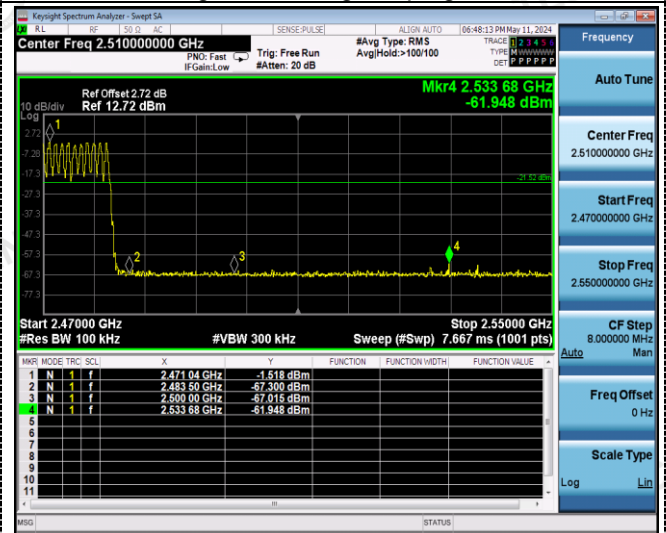 Keysight Spectrum Analyzer - Swept SA
RL RF 50 Ω AC SENSE:PULSE ALIGN AUTO 06:48:13 PM May 11, 2024
Center Freq 2.510000000 GHz
PNO: Fast
IFGain:Low
Trig: Free Run
#Atten: 20 dB
#Avg Type: RMS
Avg|Hold:>100/100
TRACE 1 2 3 4 5 6
TYPE M WWWWW
DET P P P P P P
Ref Offset 2.72 dB
10 dB/div Ref 12.72 dBm
Log
Mkr4 2.533 68 GHz
-61.948 dBm
2.72
-7.28
-17.3
-27.3
-37.3
-47.3
-57.3
-67.3
-77.3
1
2
3
4
-21.52 dBm
Start 2.47000 GHz Stop 2.55000 GHz
#Res BW 100 kHz #VBW 300 kHz Sweep (#Swp) 7.667 ms (1001 pts)
MKR MODE TRC SCL X Y FUNCTION FUNCTION WIDTH FUNCTION VALUE
1 N 1 f 2.471 04 GHz -1.518 dBm
2 N 1 f 2.483 50 GHz -67.300 dBm
3 N 1 f 2.500 00 GHz -67.015 dBm
4 N 1 f 2.533 68 GHz -61.948 dBm
5
6
7
8
9
10
11
MSG STATUS
Frequency
Auto Tune
Center Freq
2.510000000 GHz
Start Freq
2.470000000 GHz
Stop Freq
2.550000000 GHz
CF Step
8.000000 MHz
Auto Man
Freq Offset
0 Hz
Scale Type
Log Lin